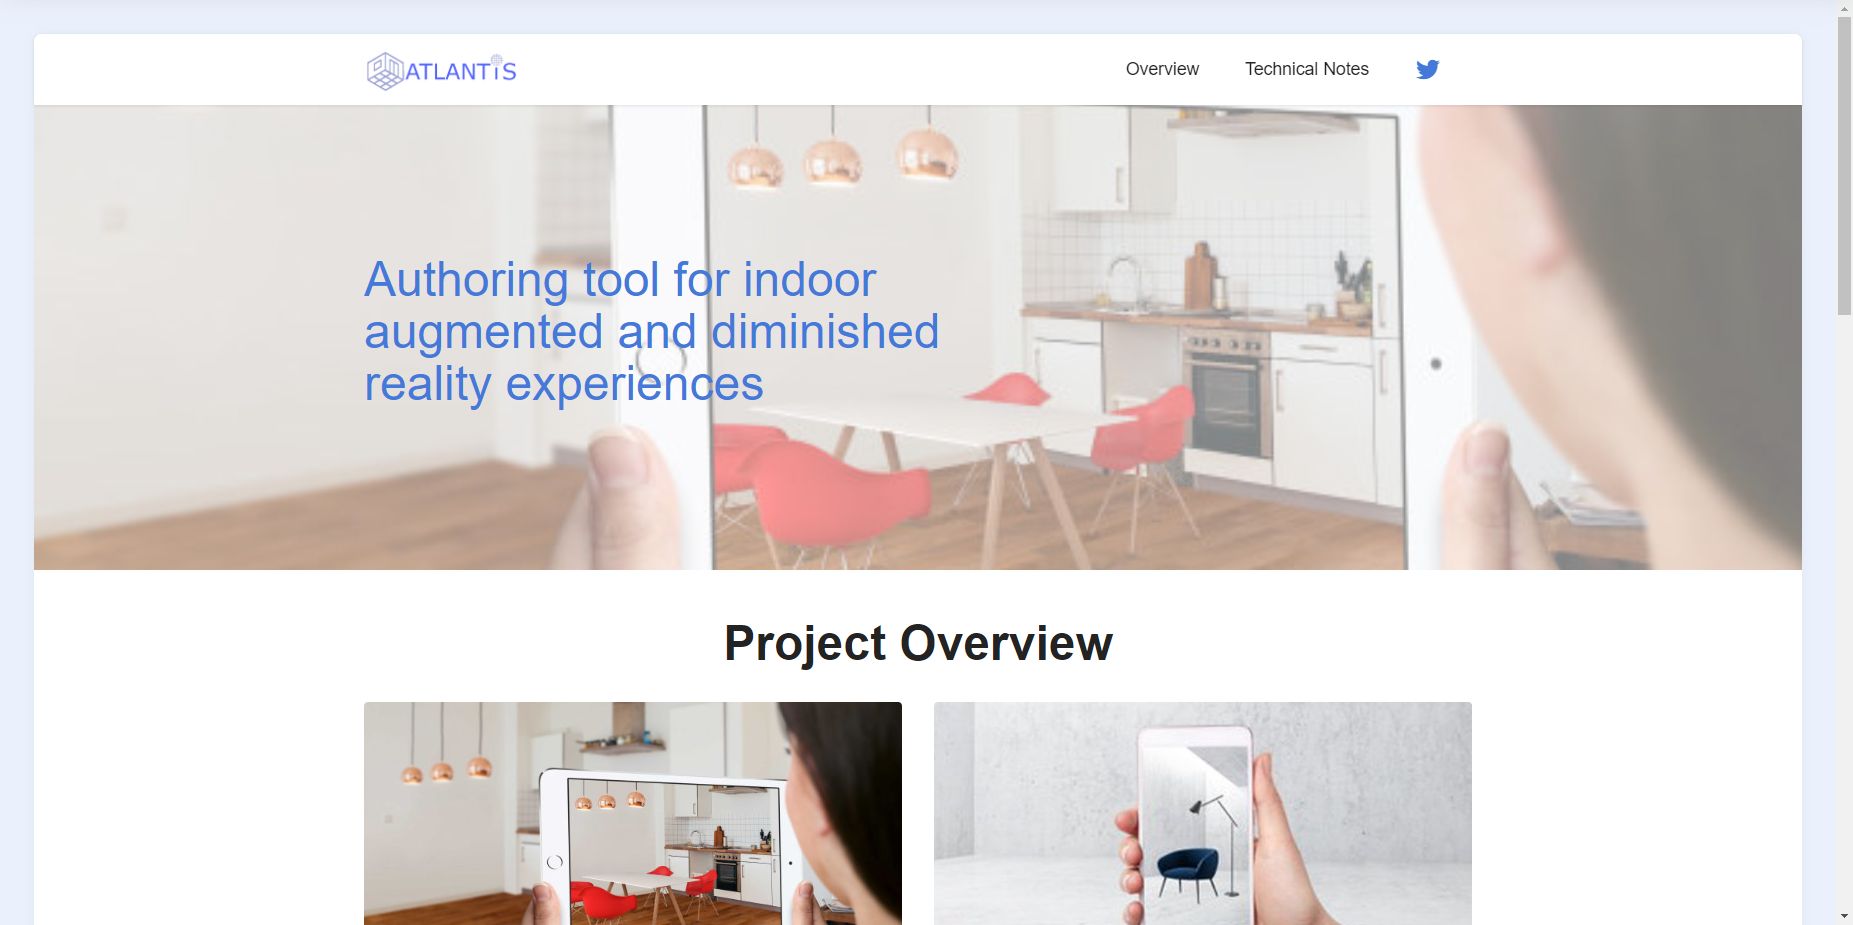 ATLANTiS
Overview
Technical Notes
Authoring tool for indoor
augmented and diminished
reality experiences
Project Overview